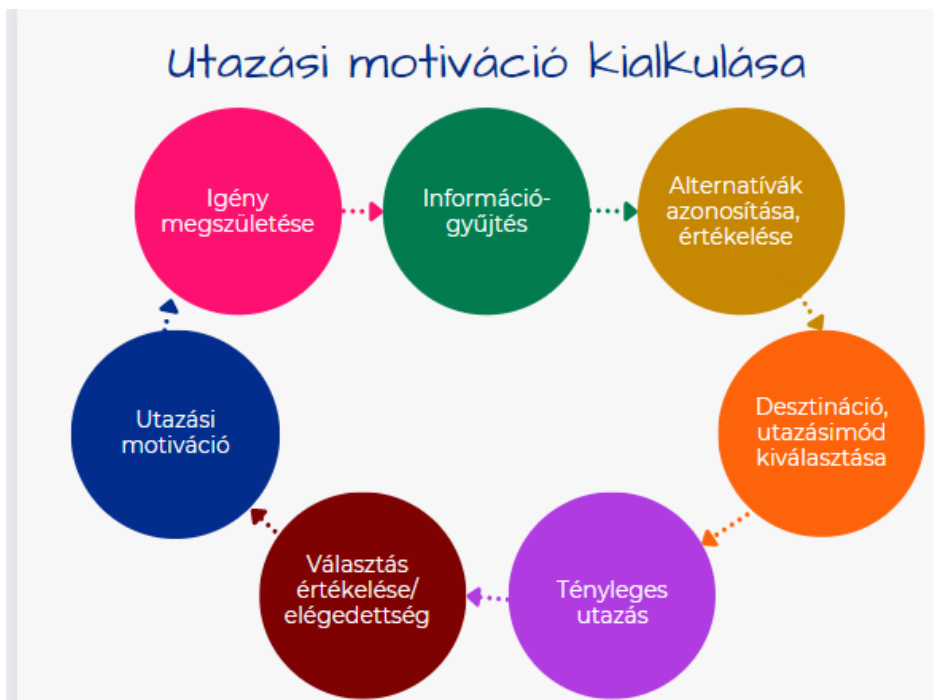 Utazási motiváció kialkulása
Igény
megszületése
Információ-
gyűjtés
Alternatívák
azonosítása,
értékelése
Desztináció,
utazásimód
kiválasztása
Tényleges
utazás
Választás
értékelése/
elégedettség
Utazási
motiváció